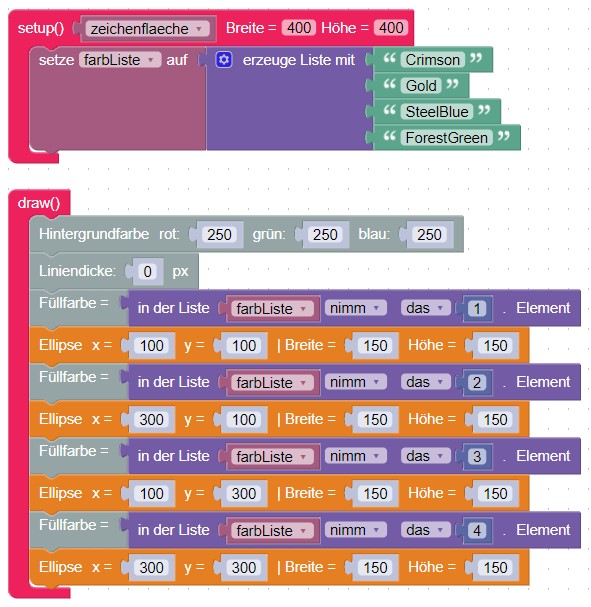 setup() zeichenflaeche Breite = 400 Höhe = 400
setze farbListe auf erzeuge Liste mit “ Crimson ”
“ Gold ”
“ SteelBlue ”
“ ForestGreen ”
draw()
Hintergrundfarbe rot: 250 grün: 250 blau: 250
Liniendicke: 0 px
Füllfarbe = in der Liste farbListe nimm das 1 . Element
Ellipse x = 100 y = 100 | Breite = 150 Höhe = 150
Füllfarbe = in der Liste farbListe nimm das 2 . Element
Ellipse x = 300 y = 100 | Breite = 150 Höhe = 150
Füllfarbe = in der Liste farbListe nimm das 3 . Element
Ellipse x = 100 y = 300 | Breite = 150 Höhe = 150
Füllfarbe = in der Liste farbListe nimm das 4 . Element
Ellipse x = 300 y = 300 | Breite = 150 Höhe = 150